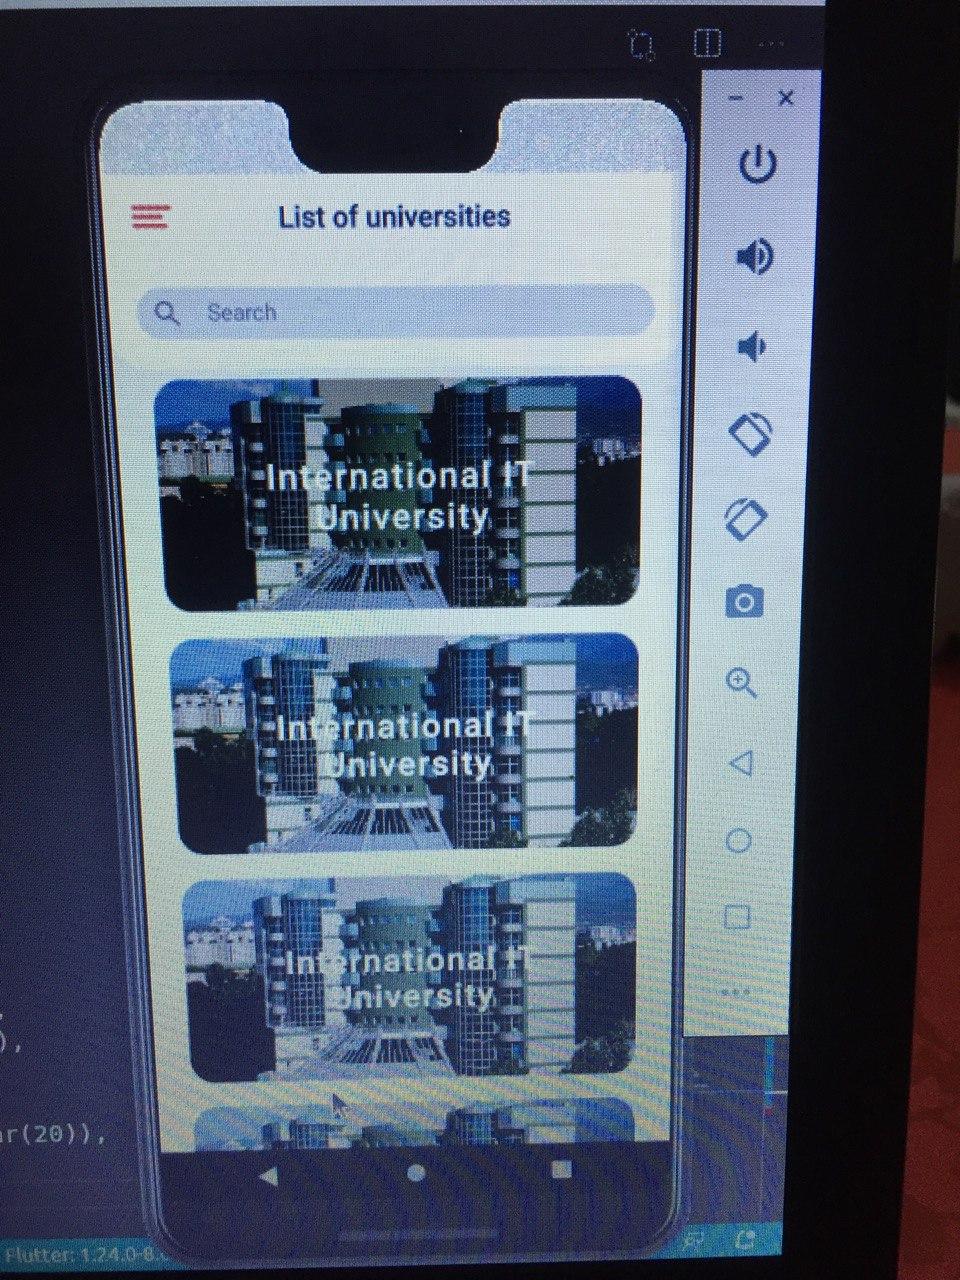 List of universities
Search
International IT
University
International IT
University
International IT
University
),
ar(20)),
Flutter: 1.24.0-8.